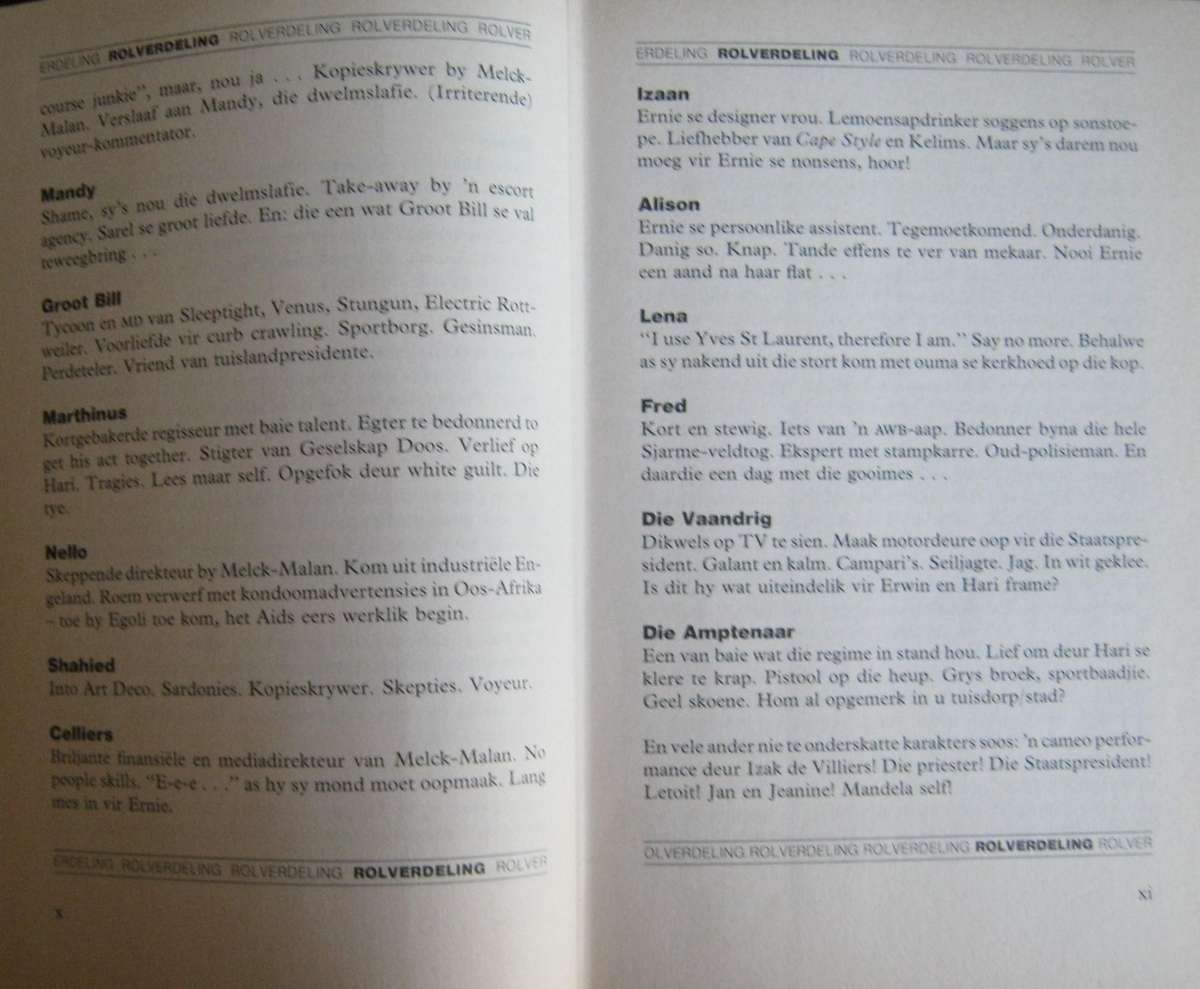 ERDELING ROLVERDELING ROLVERDELING ROLVERDELING ROLVER
course junkie”, maar, nou ja . . . Kopieskrywer by Melck-
Malan. Verslaaf aan Mandy, die dwelmslafie. (Irriterende)
voyeur-kommentator.
Mandy
Shame, sy’s nou die dwelmslafie. Take-away by ’n escort
agency. Sarel se groot liefde. En: die een wat Groot Bill se val
teweegbring . . .
Groot Bill
Tycoon en MD van Sleeptight, Venus, Stungun, Electric Rott-
weiler. Voorliefde vir curb crawling. Sportborg. Gesinsman.
Perdeteler. Vriend van tuislandpresidente.
Marthinus
Kortgebakerde regisseur met baie talent. Egter te bedonnerd to
get his act together. Stigter van Geselskap Doos. Verlief op
Hari. Tragies. Lees maar self. Opgefok deur white guilt. Die
tye.
Nello
Skeppende direkteur by Melck-Malan. Kom uit industriële En-
geland. Roem verwerf met kondoomadvertensies in Oos-Afrika
– toe hy Egoli toe kom, het Aids eers werklik begin.
Shahied
Into Art Deco. Sardonies. Kopieskrywer. Skepties. Voyeur.
Celliers
Briljante finansiële en mediadirekteur van Melck-Malan. No
people skills. “E-e-e . . .” as hy sy mond moet oopmaak. Lang
mes in vir Ernie.
ERDELING ROLVERDELING ROLVERDELING ROLVERDELING ROLVER
x
ERDELING ROLVERDELING ROLVERDELING ROLVERDELING ROLVER
Izaan
Ernie se designer vrou. Lemoensapdrinker soggens op sonstoe-
pe. Liefhebber van Cape Style en Kelims. Maar sy’s darem nou
moeg vir Ernie se nonsens, hoor!
Alison
Ernie se persoonlike assistent. Tegemoetkomend. Onderdanig.
Danig so. Knap. Tande effens te ver van mekaar. Nooi Ernie
een aand na haar flat . . .
Lena
“I use Yves St Laurent, therefore I am.” Say no more. Behalwe
as sy nakend uit die stort kom met ouma se kerkhoed op die kop.
Fred
Kort en stewig. Iets van ’n AWB-aap. Bedonner byna die hele
Sjarme-veldtog. Ekspert met stampkarre. Oud-polisieman. En
daardie een dag met die gooimes . . .
Die Vaandrig
Dikwels op TV te sien. Maak motordeure oop vir die Staatspre-
sident. Galant en kalm. Campari’s. Seiljagte. Jag. In wit geklee.
Is dit hy wat uiteindelik vir Erwin en Hari frame?
Die Amptenaar
Een van baie wat die regime in stand hou. Lief om deur Hari se
klere te krap. Pistool op die heup. Grys broek, sportbaadjie.
Geel skoene. Hom al opgemerk in u tuisdorp/stad?
En vele ander nie te onderskatte karakters soos: ’n cameo perfor-
mance deur Izak de Villiers! Die priester! Die Staatspresident!
Letoit! Jan en Jeanine! Mandela self!
OLVERDELING ROLVERDELING ROLVERDELING ROLVERDELING ROLVER
xi